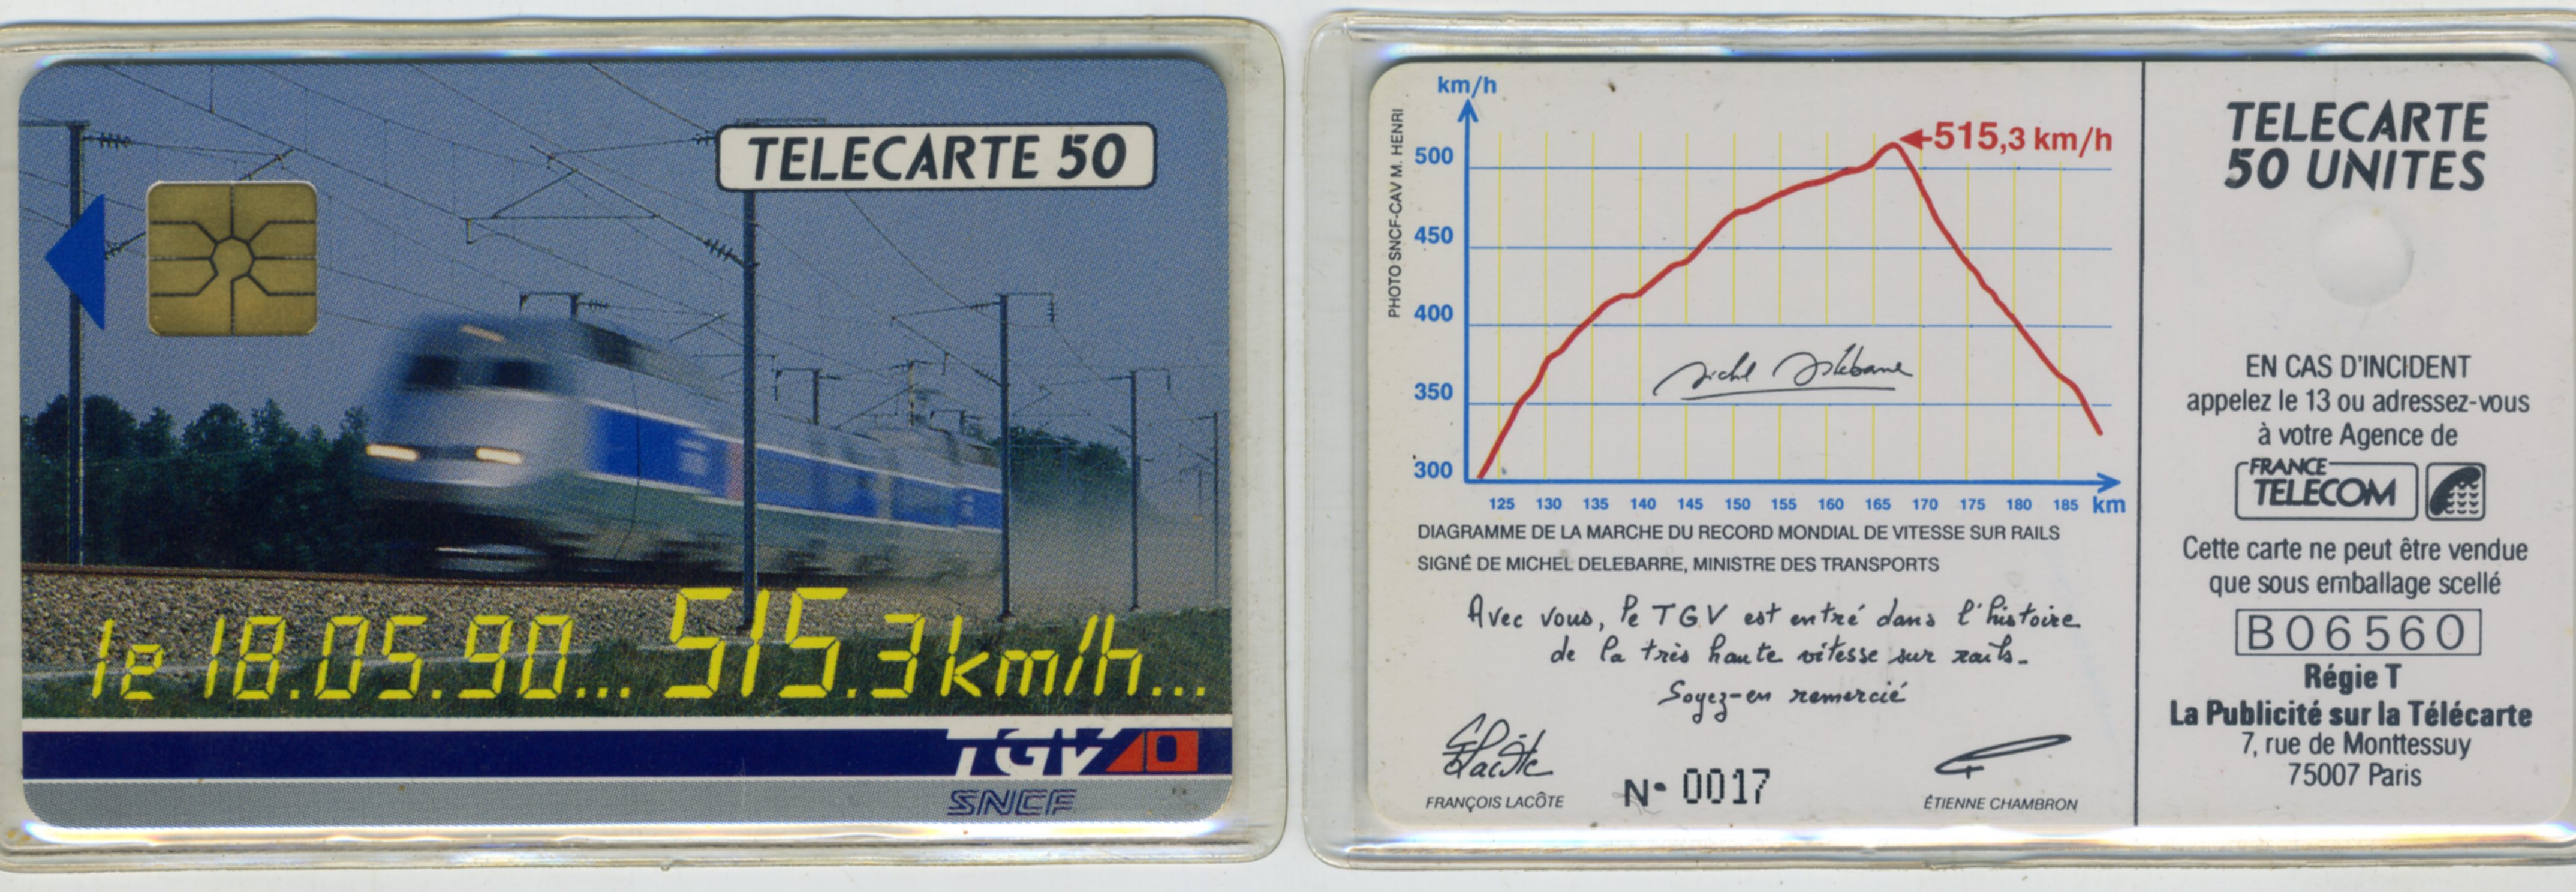 TELECARTE 50
le 18.05.90... 515.3 km/h...
TGV
SNCF
PHOTO SNCF-CAV M. HENRI
km/h
515,3 km/h
500
450
400
350
300
125 130 135 140 145 150 155 160 165 170 175 180 185 km
Michel Delebarre
DIAGRAMME DE LA MARCHE DU RECORD MONDIAL DE VITESSE SUR RAILS
SIGNÉ DE MICHEL DELEBARRE, MINISTRE DES TRANSPORTS
Avec vous, le TGV est entré dans l'histoire
de la très haute vitesse sur rails.
Soyez-en remercié
FLacôte
FRANÇOIS LACÔTE
N• 0017
ÉTIENNE CHAMBRON
TELECARTE
50 UNITES
EN CAS D'INCIDENT
appelez le 13 ou adressez-vous
à votre Agence de
FRANCE
TELECOM
Cette carte ne peut être vendue
que sous emballage scellé
B06560
Régie T
La Publicité sur la Télécarte
7, rue de Monttessuy
75007 Paris